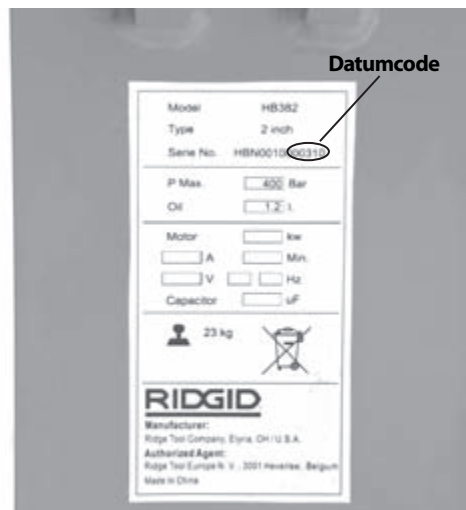 Datumcode
Model HB382
Type 2 inch
Serie No. HBN0010000310
P Max. 400 Bar
Oil 1.2 l.
Motor kw
A Min.
V Hz
Capacitor uF
23 kg
RIDGID
Manufacturer:
Ridge Tool Company, Elyria, OH / U.S.A.
Authorized Agent:
Ridge Tool Europe N.V., 3001 Heverlee, Belgium
Made in China